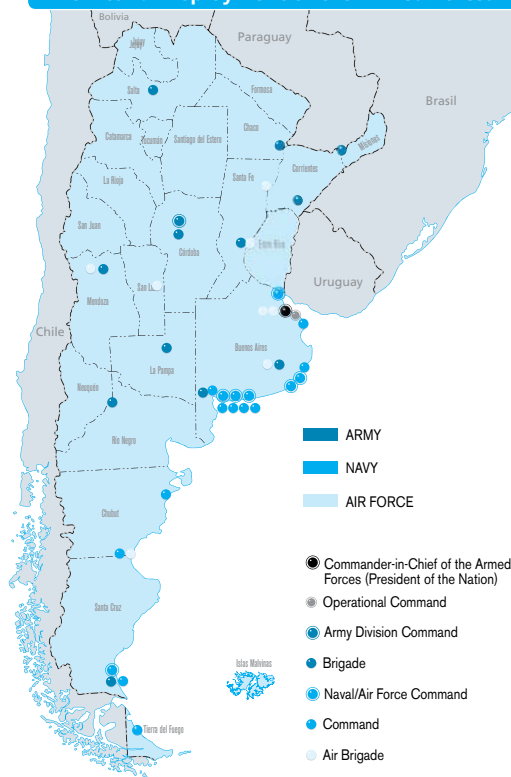 Bolivia
Paraguay
Brasil
Jujuy
Salta
Formosa
Catamarca
Tucumán
Santiago del Estero
Chaco
Misiones
Corrientes
Santa Fe
La Rioja
San Juan
Córdoba
Entre Ríos
Uruguay
Mendoza
San Luis
Chile
Buenos Aires
La Pampa
Neuquén
Río Negro
ARMY
NAVY
AIR FORCE
Chubut
Commander-in-Chief of the Armed
Forces (President of the Nation)
Operational Command
Santa Cruz
Army Division Command
Brigade
Islas Malvinas
Naval/Air Force Command
Command
Tierra del Fuego
Air Brigade